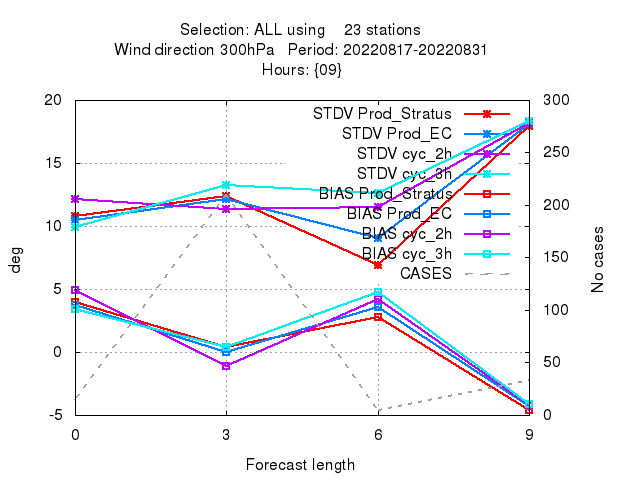 Selection: ALL using 23 stations
Wind direction 300hPa Period: 20220817-20220831
Hours: {09}
20
15
10
5
0
-5
300
250
200
150
100
50
0
0
3
6
9
deg
No cases
Forecast length
STDV Prod_Stratus
STDV Prod_EC
STDV cyc_2h
STDV cyc_3h
BIAS Prod_Stratus
BIAS Prod_EC
BIAS cyc_2h
BIAS cyc_3h
CASES